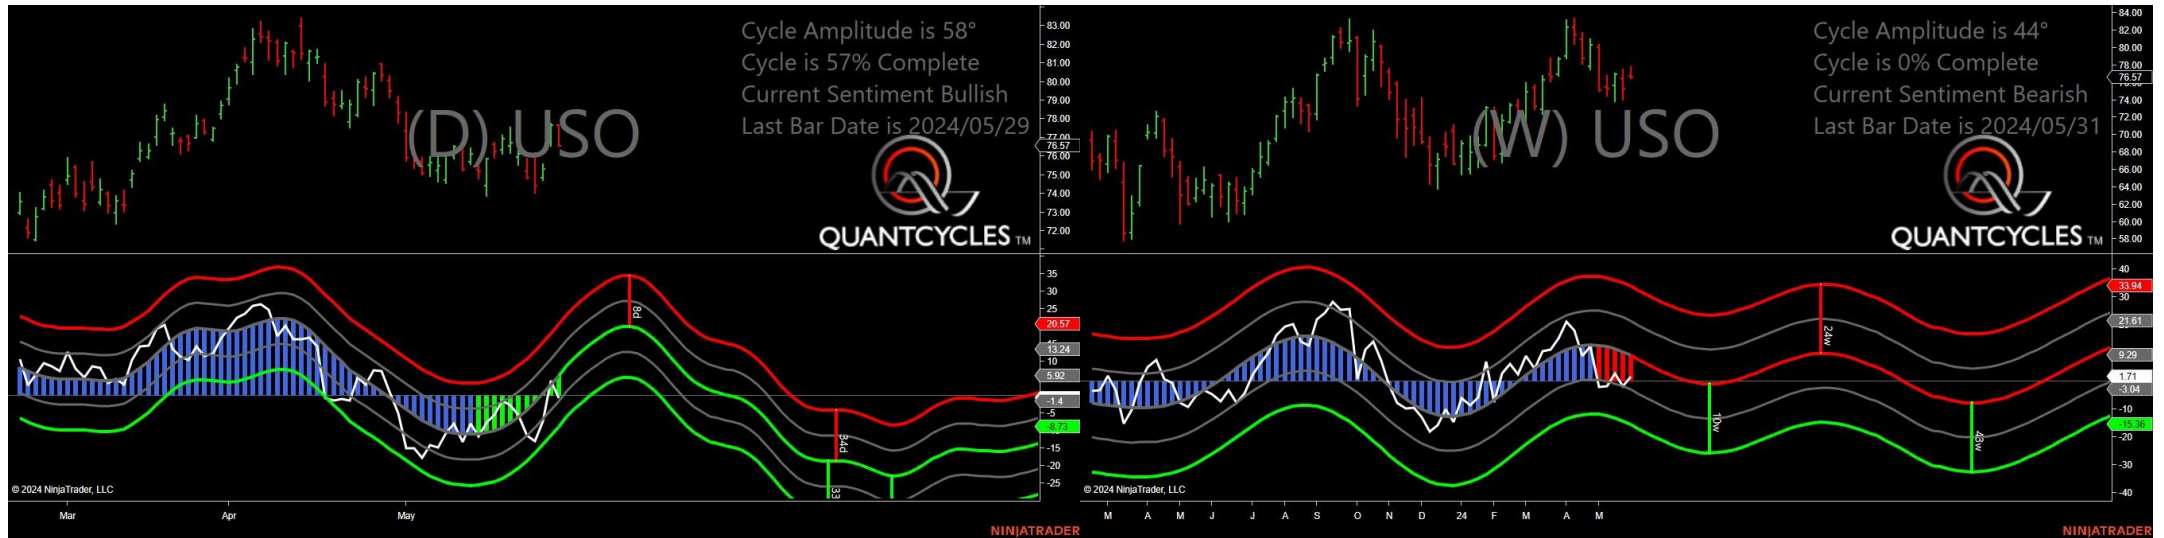 Cycle Amplitude is 58°
Cycle is 57% Complete
Current Sentiment Bullish
Last Bar Date is 2024/05/29
(D) USO
QUANTCYCLES TM
83.00
82.00
81.00
80.00
79.00
78.00
77.00
76.57
76.00
75.00
74.00
73.00
72.00
35
30
25
20.57
13.24
10
5.92
-1.4
-5
-8.73
-15
-20
-25
8d
34d
33
© 2024 NinjaTrader, LLC
Mar
Apr
May
NINJATRADER
Cycle Amplitude is 44°
Cycle is 0% Complete
Current Sentiment Bearish
Last Bar Date is 2024/05/31
(W) USO
QUANTCYCLES TM
84.00
82.00
80.00
78.00
76.57
74.00
72.00
70.00
68.00
66.00
64.00
62.00
60.00
58.00
40
33.94
30
21.61
9.29
1.71
-3.04
-10
-15.36
-20
-30
-40
24w
10w
43w
© 2024 NinjaTrader, LLC
M A M J J A S O N D 24 F M A M
NINJATRADER